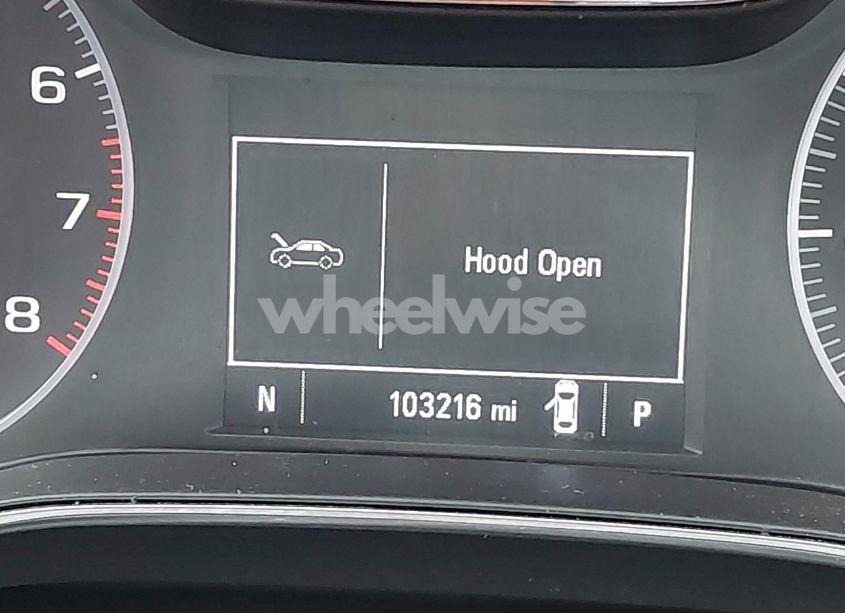 6
7
8
Hood Open
wheelwise
N 103216 mi P